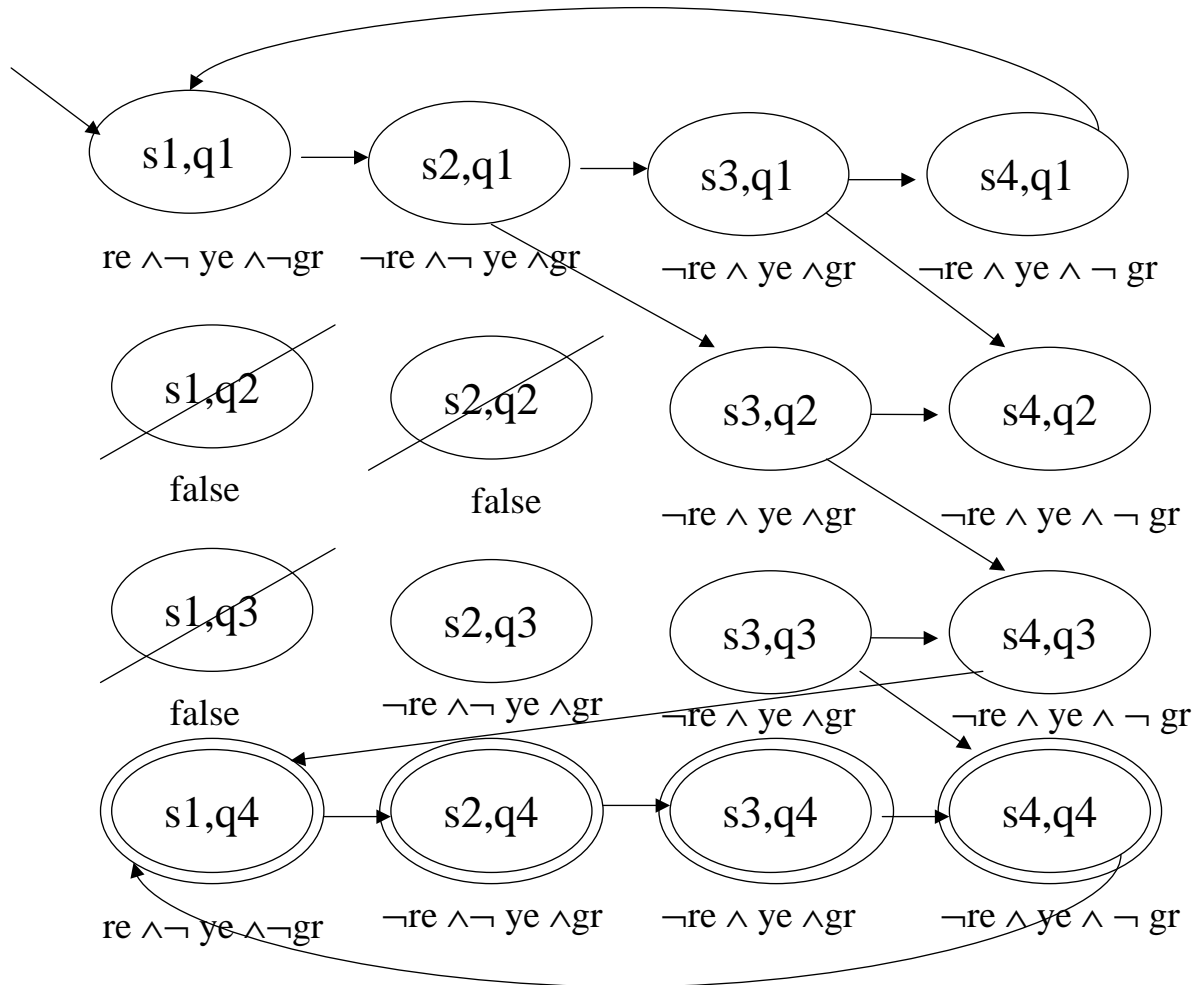 s1,q1
s2,q1
s3,q1
s4,q1
re ∧¬ ye ∧¬gr
¬re ∧¬ ye ∧gr
¬re ∧ ye ∧gr
¬re ∧ ye ∧ ¬ gr
s1,q2
s2,q2
s3,q2
s4,q2
false
false
¬re ∧ ye ∧gr
¬re ∧ ye ∧ ¬ gr
s1,q3
s2,q3
s3,q3
s4,q3
false
¬re ∧¬ ye ∧gr
¬re ∧ ye ∧gr
¬re ∧ ye ∧ ¬ gr
s1,q4
s2,q4
s3,q4
s4,q4
re ∧¬ ye ∧¬gr
¬re ∧¬ ye ∧gr
¬re ∧ ye ∧gr
¬re ∧ ye ∧ ¬ gr